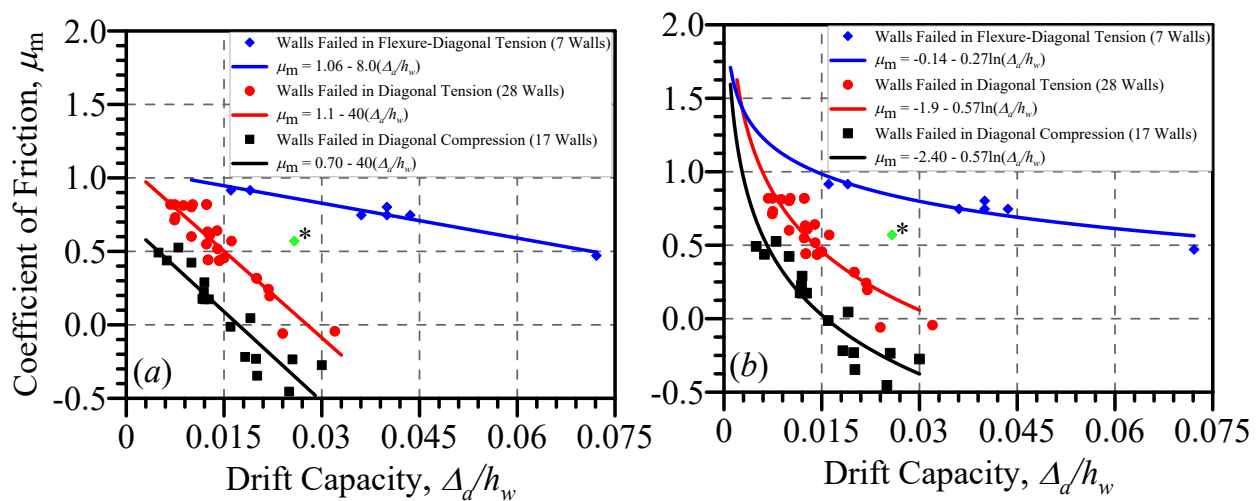 Coefficient of Friction, μm
2.0
1.5
1.0
0.5
0.0
-0.5
Walls Failed in Flexure-Diagonal Tension (7 Walls)
μm = 1.06 - 8.0(Δd/hw)
Walls Failed in Diagonal Tension (28 Walls)
μm = 1.1 - 40(Δd/hw)
Walls Failed in Diagonal Compression (17 Walls)
μm = 0.70 - 40(Δd/hw)
*
(a)
0 0.015 0.03 0.045 0.06 0.075
Drift Capacity, Δd/hw
2.0
1.5
1.0
0.5
0.0
-0.5
Walls Failed in Flexure-Diagonal Tension (7 Walls)
μm = -0.14 - 0.27ln(Δd/hw)
Walls Failed in Diagonal Tension (28 Walls)
μm = -1.9 - 0.57ln(Δd/hw)
Walls Failed in Diagonal Compression (17 Walls)
μm = -2.40 - 0.57ln(Δd/hw)
*
(b)
0 0.015 0.03 0.045 0.06 0.075
Drift Capacity, Δd/hw